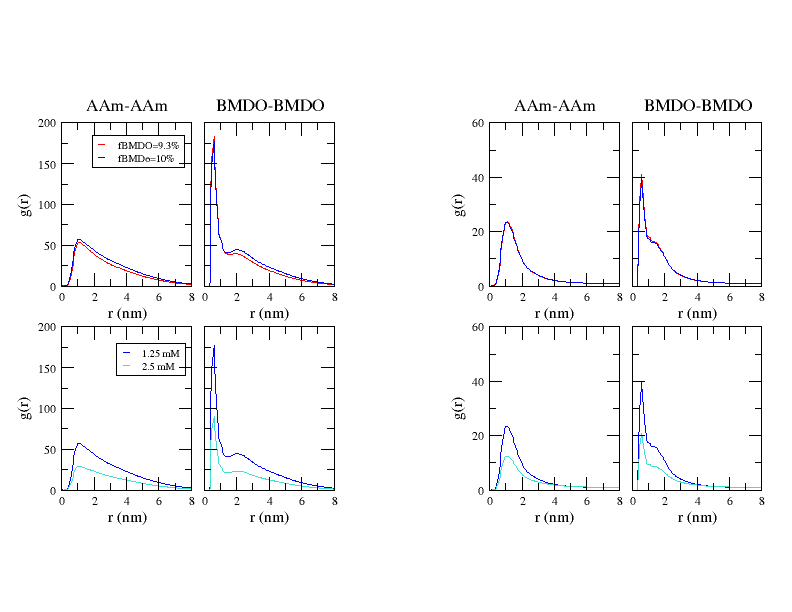 AAm-AAm BMDO-BMDO
200
150
100
50
0
g(r)
fBMDO=9.3%
fBMDo=10%
0 2 4 6 8 0 2 4 6 8
r (nm) r (nm)
200
150
100
50
0
g(r)
1.25 mM
2.5 mM
0 2 4 6 8 0 2 4 6 8
r (nm) r (nm)
AAm-AAm BMDO-BMDO
60
40
20
0
g(r)
0 2 4 6 8 0 2 4 6 8
r (nm) r (nm)
60
40
20
0
g(r)
0 2 4 6 8 0 2 4 6 8
r (nm) r (nm)